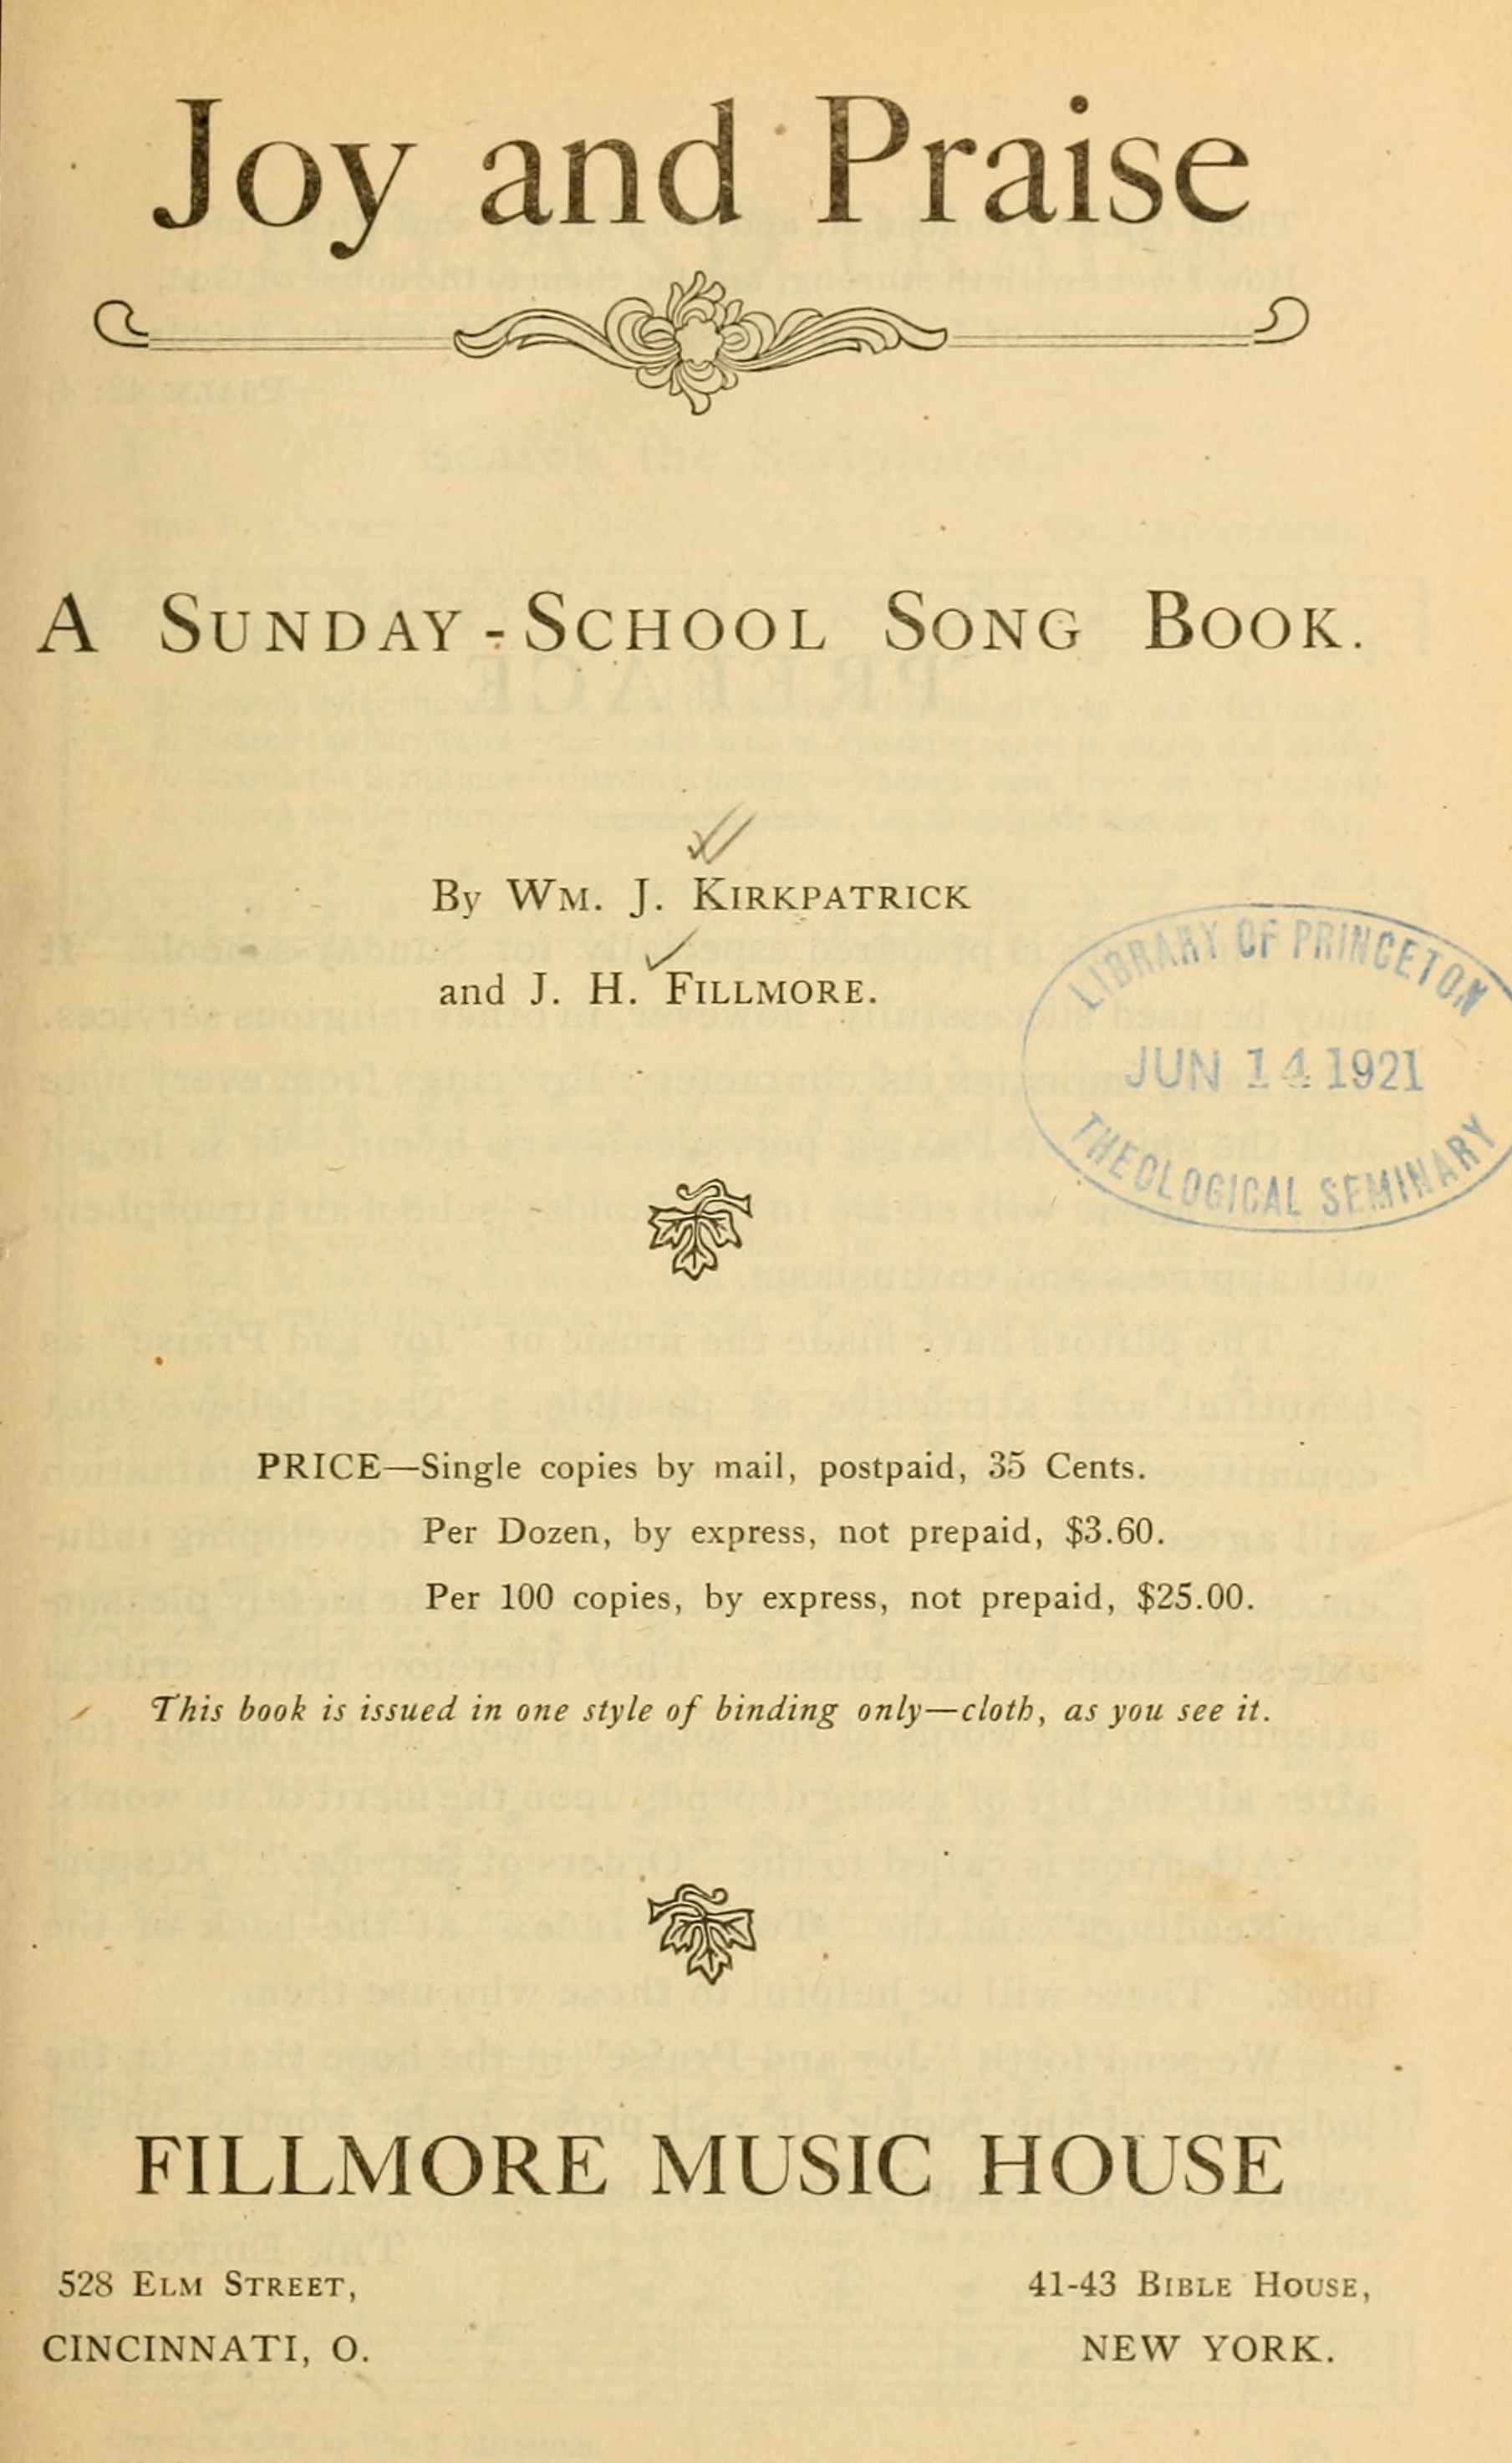 Joy and Praise
A SUNDAY-SCHOOL SONG BOOK.
By WM. J. KIRKPATRICK
and J. H. FILLMORE.
LIBRARY OF PRINCETON
JUN 14 1921
THEOLOGICAL SEMINARY
PRICE—Single copies by mail, postpaid, 35 Cents.
Per Dozen, by express, not prepaid, $3.60.
Per 100 copies, by express, not prepaid, $25.00.
This book is issued in one style of binding only—cloth, as you see it.
FILLMORE MUSIC HOUSE
528 ELM STREET,
CINCINNATI, O.
41-43 BIBLE HOUSE,
NEW YORK.